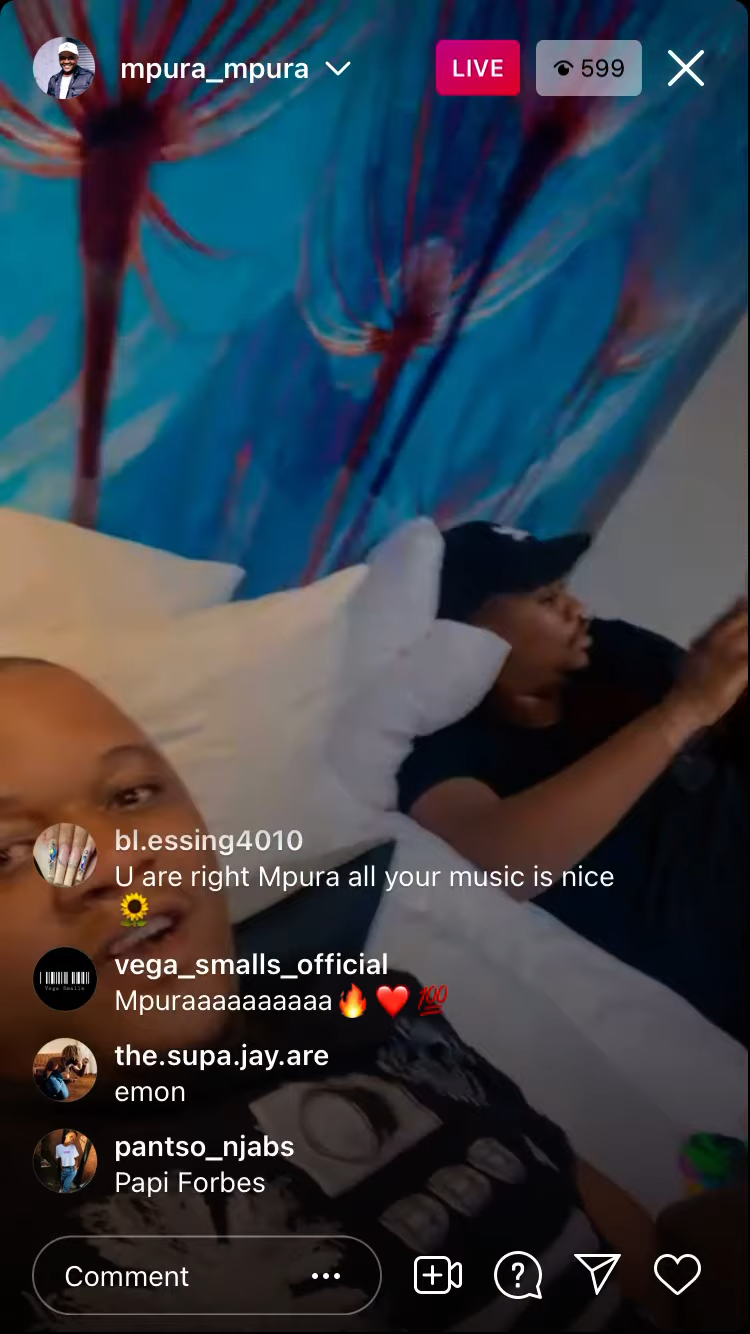 mpura_mpura
LIVE
599
bl.essing4010
U are right Mpura all your music is nice
🌻
vega_smalls_official
Mpuraaaaaaaaaa🔥❤️💯
the.supa.jay.are
emon
pantso_njabs
Papi Forbes
Comment